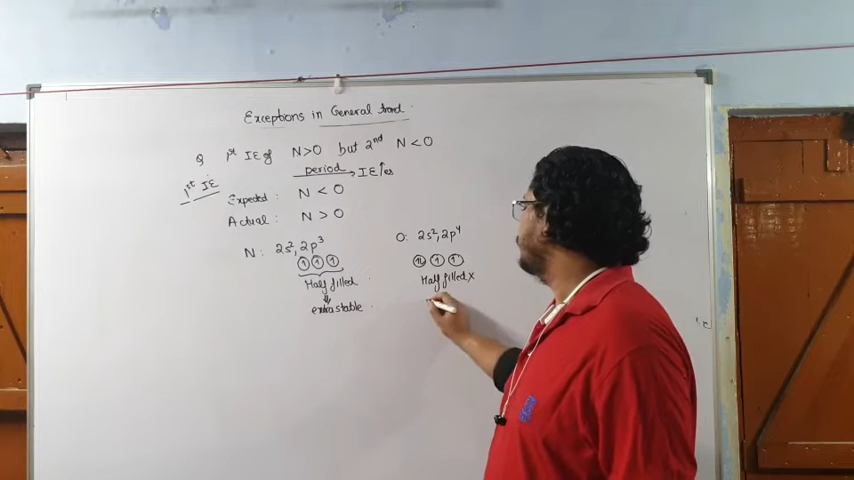 Exceptions in General trend
Q 1st IE of N>O but 2nd N<O
period → IE↑es
1st IE
Expected: N < O
Actual: N > O
N: 2s², 2p³
O: 2s², 2p⁴
Half filled
Half filled x
extra stable